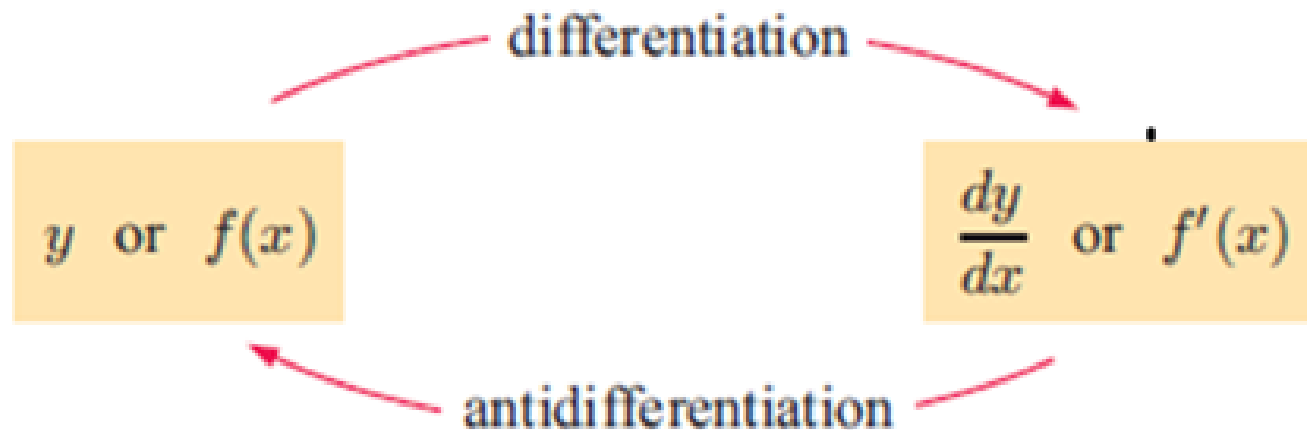 differentiation
y or f(x)
dy/dx or f′(x)
antidifferentiation